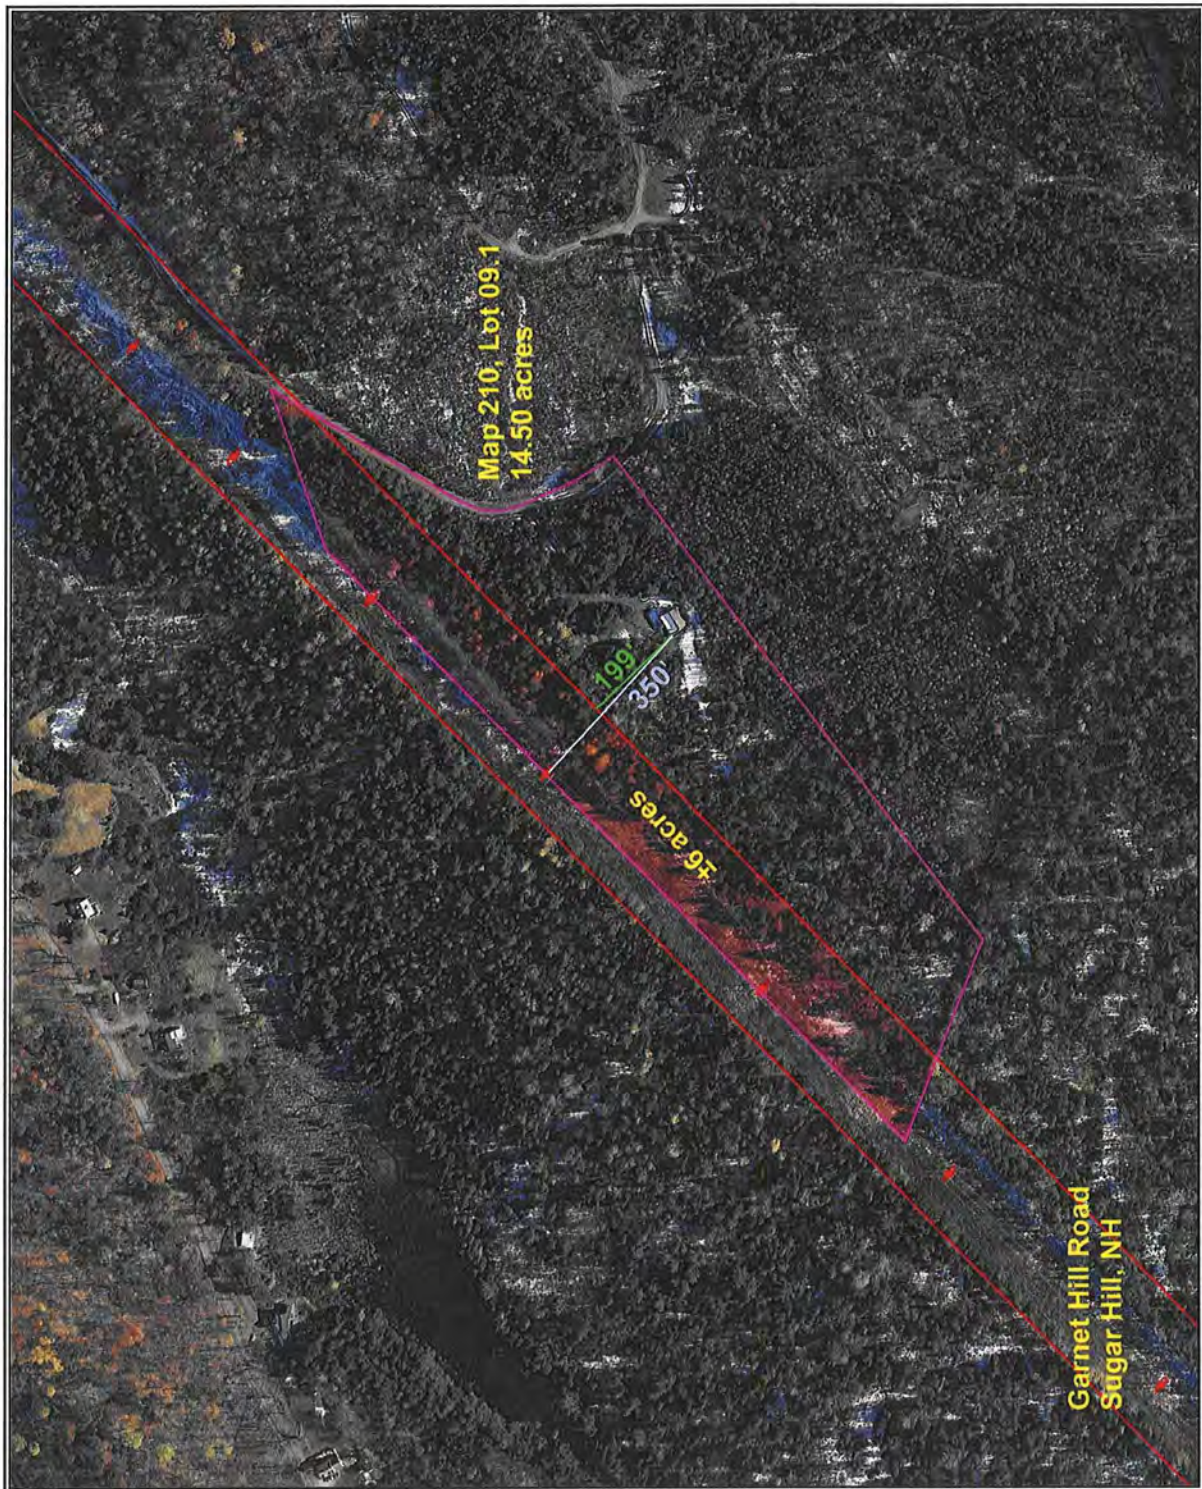 Map 210, Lot 09.1
14.50 acres
199'
350'
±6 acres
Garnet Hill Road
Sugar Hill, NH